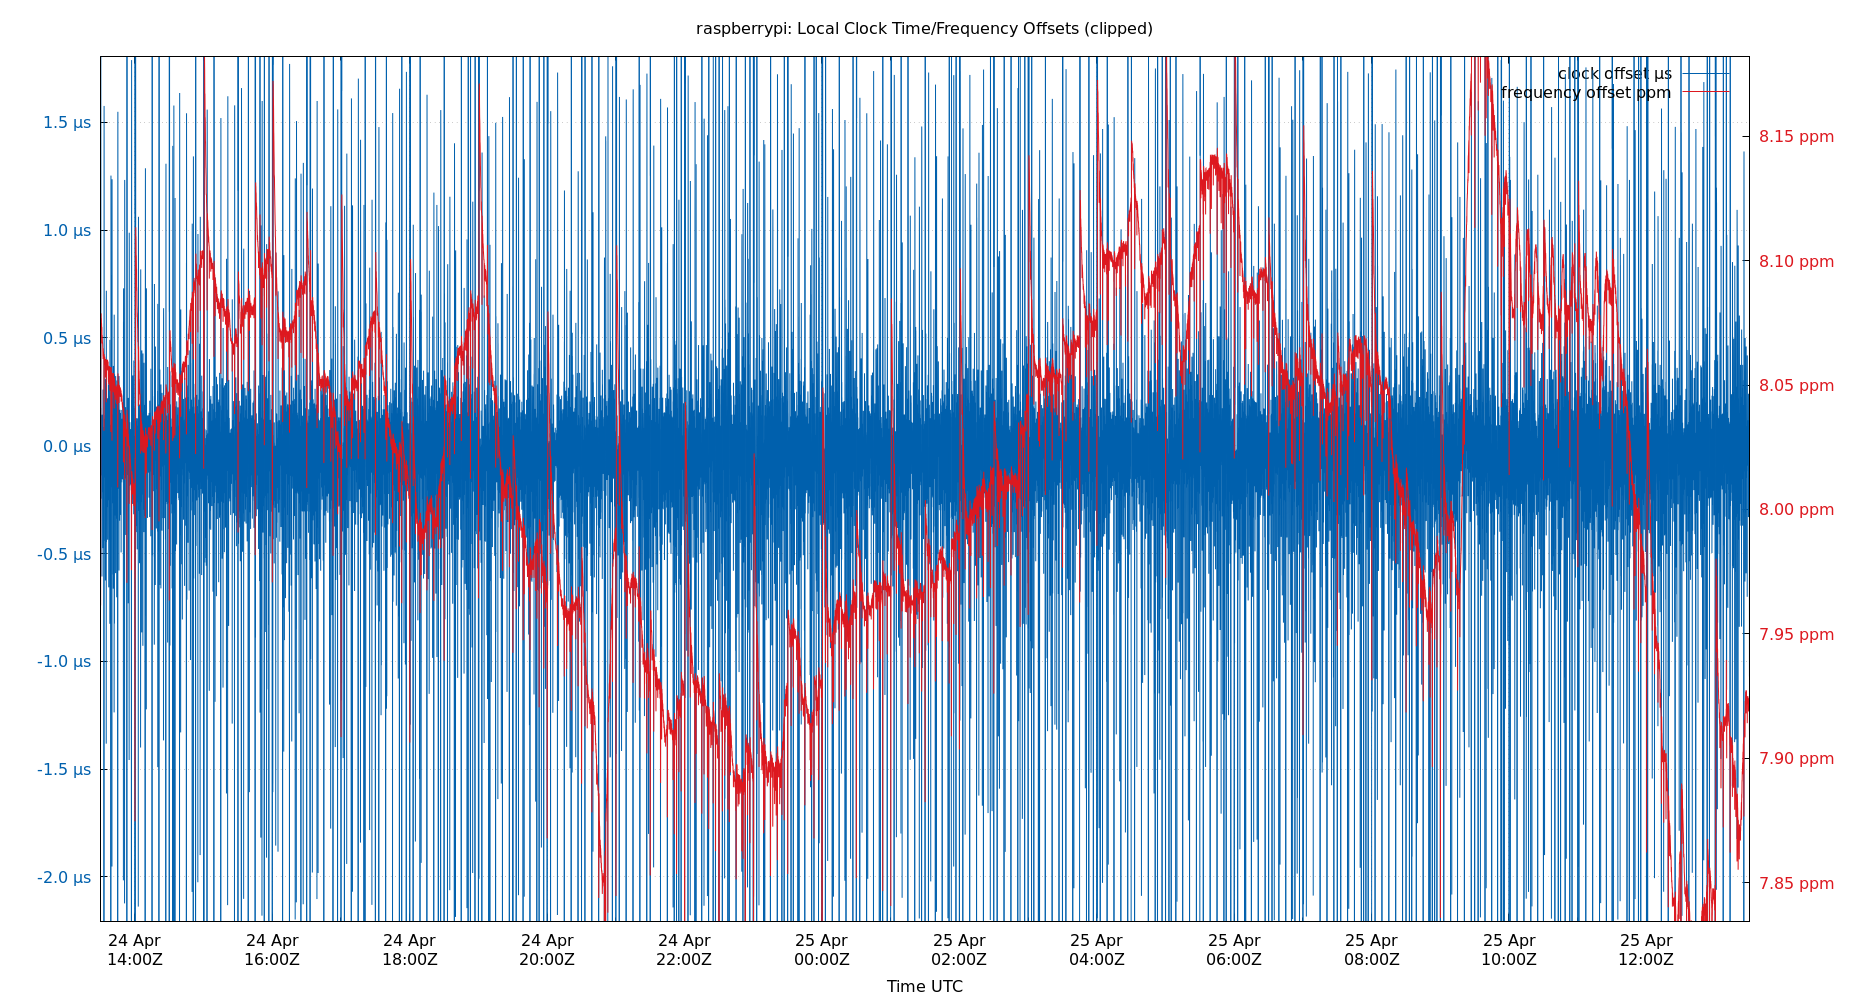 raspberrypi: Local Clock Time/Frequency Offsets (clipped)
clock offset µs
frequency offset ppm
1.5 µs
1.0 µs
0.5 µs
0.0 µs
-0.5 µs
-1.0 µs
-1.5 µs
-2.0 µs
8.15 ppm
8.10 ppm
8.05 ppm
8.00 ppm
7.95 ppm
7.90 ppm
7.85 ppm
24 Apr
14:00Z
24 Apr
16:00Z
24 Apr
18:00Z
24 Apr
20:00Z
24 Apr
22:00Z
25 Apr
00:00Z
25 Apr
02:00Z
25 Apr
04:00Z
25 Apr
06:00Z
25 Apr
08:00Z
25 Apr
10:00Z
25 Apr
12:00Z
Time UTC